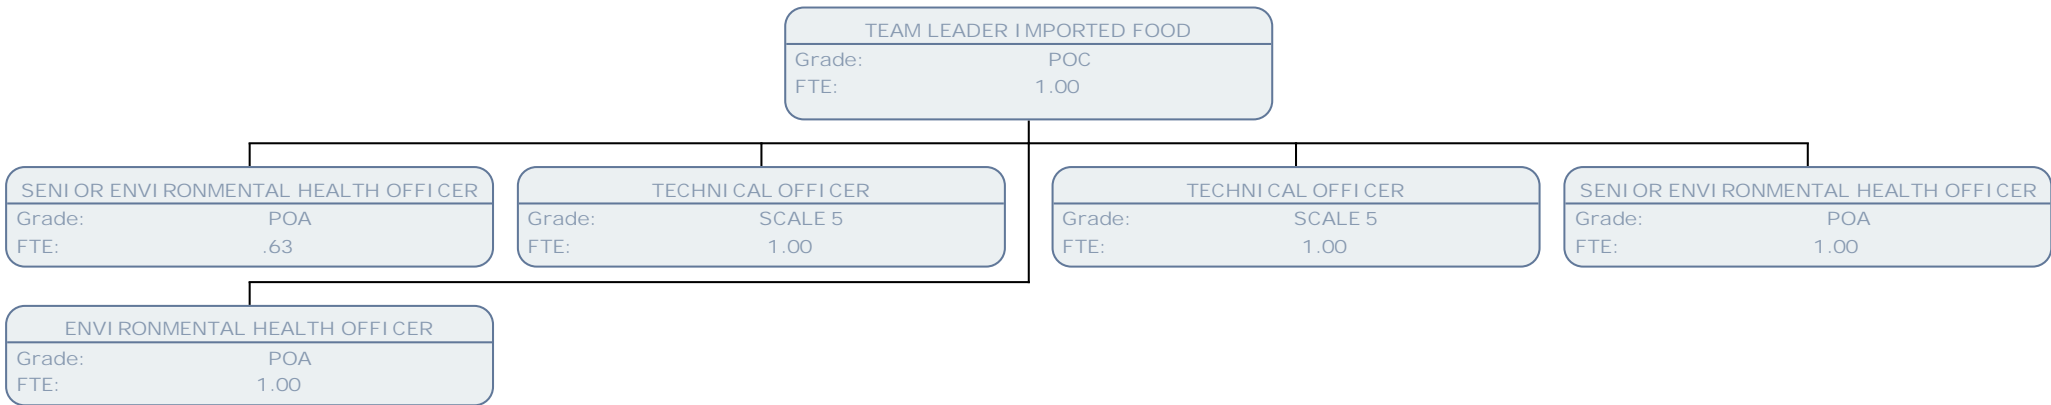 TEAM LEADER IMPORTED FOOD
Grade: POC
FTE: 1.00
SENIOR ENVIRONMENTAL HEALTH OFFICER
Grade: POA
FTE: .63
TECHNICAL OFFICER
Grade: SCALE 5
FTE: 1.00
TECHNICAL OFFICER
Grade: SCALE 5
FTE: 1.00
SENIOR ENVIRONMENTAL HEALTH OFFICER
Grade: POA
FTE: 1.00
ENVIRONMENTAL HEALTH OFFICER
Grade: POA
FTE: 1.00